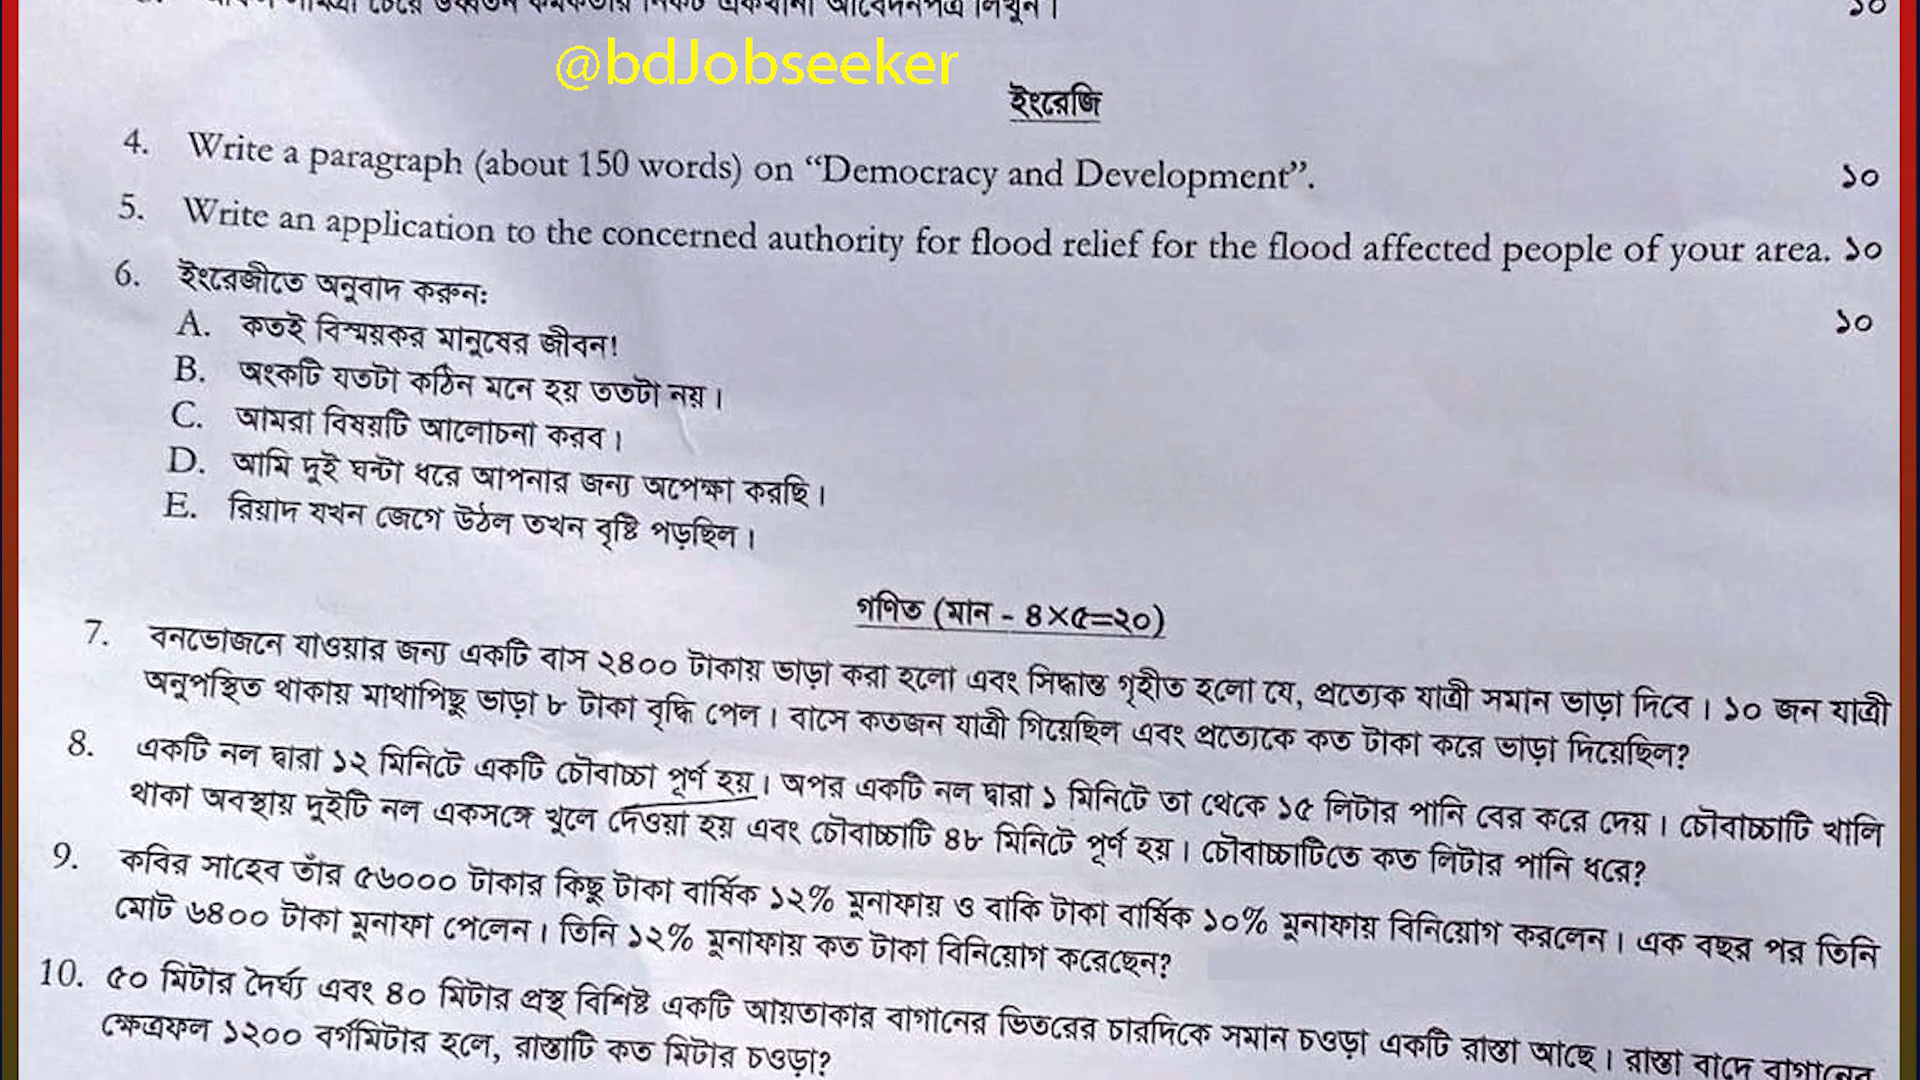 @bdJobseeker
১০
ইংরেজি
4. Write a paragraph (about 150 words) on “Democracy and Development”. ১০
5. Write an application to the concerned authority for flood relief for the flood affected people of your area. ১০
6. ইংরেজীতে অনুবাদ করুনঃ ১০
A. কতই বিস্ময়কর মানুষের জীবন!
B. অংকটি যতটা কঠিন মনে হয় ততটা নয়।
C. আমরা বিষয়টি আলোচনা করব।
D. আমি দুই ঘন্টা ধরে আপনার জন্য অপেক্ষা করছি।
E. রিয়াদ যখন জেগে উঠল তখন বৃষ্টি পড়ছিল।
গণিত (মান - ৪×৫=২০)
7. বনভোজনে যাওয়ার জন্য একটি বাস ২৪০০ টাকায় ভাড়া করা হলো এবং সিদ্ধান্ত গৃহীত হলো যে, প্রত্যেক যাত্রী সমান ভাড়া দিবে। ১০ জন যাত্রী
অনুপস্থিত থাকায় মাথাপিছু ভাড়া ৮ টাকা বৃদ্ধি পেল। বাসে কতজন যাত্রী গিয়েছিল এবং প্রত্যেকে কত টাকা করে ভাড়া দিয়েছিল?
8. একটি নল দ্বারা ১২ মিনিটে একটি চৌবাচ্চা পূর্ণ হয়। অপর একটি নল দ্বারা ১ মিনিটে তা থেকে ১৫ লিটার পানি বের করে দেয়। চৌবাচ্চাটি খালি
থাকা অবস্থায় দুইটি নল একসঙ্গে খুলে দেওয়া হয় এবং চৌবাচ্চাটি ৪৮ মিনিটে পূর্ণ হয়। চৌবাচ্চাটিতে কত লিটার পানি ধরে?
9. কবির সাহেব তাঁর ৫৬০০০ টাকার কিছু টাকা বার্ষিক ১২% মুনাফায় ও বাকি টাকা বার্ষিক ১০% মুনাফায় বিনিয়োগ করলেন। এক বছর পর তিনি
মোট ৬৪০০ টাকা মুনাফা পেলেন। তিনি ১২% মুনাফায় কত টাকা বিনিয়োগ করেছেন?
10. ৫০ মিটার দৈর্ঘ্য এবং ৪০ মিটার প্রস্থ বিশিষ্ট একটি আয়তাকার বাগানের ভিতরের চারদিকে সমান চওড়া একটি রাস্তা আছে। রাস্তা বাদে বাগানের
ক্ষেত্রফল ১২০০ বর্গমিটার হলে, রাস্তাটি কত মিটার চওড়া?